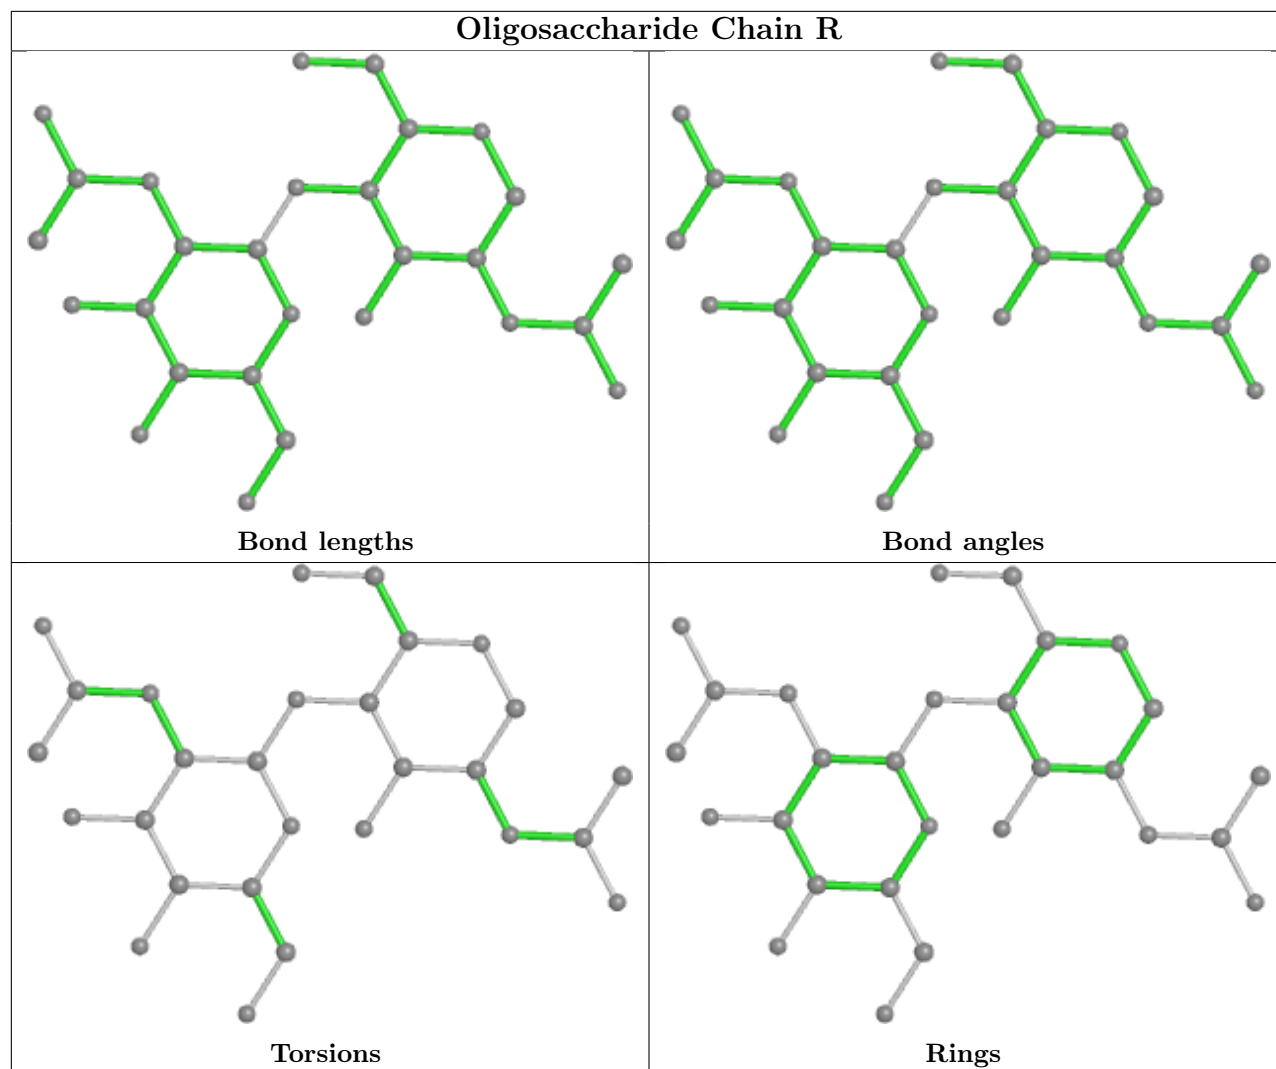 Oligosaccharide Chain R
Bond lengths
Bond angles
Torsions
Rings